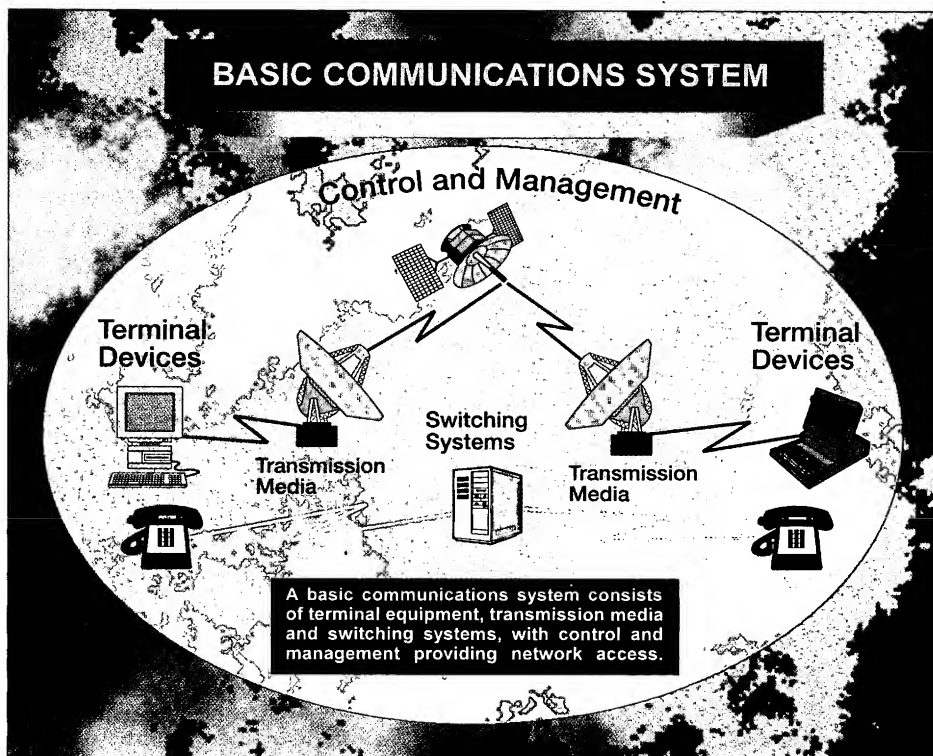 BASIC COMMUNICATIONS SYSTEM
Control and Management
Terminal
Devices
Terminal
Devices
Switching
Systems
Transmission
Media
Transmission
Media
A basic communications system consists
of terminal equipment, transmission media
and switching systems, with control and
management providing network access.